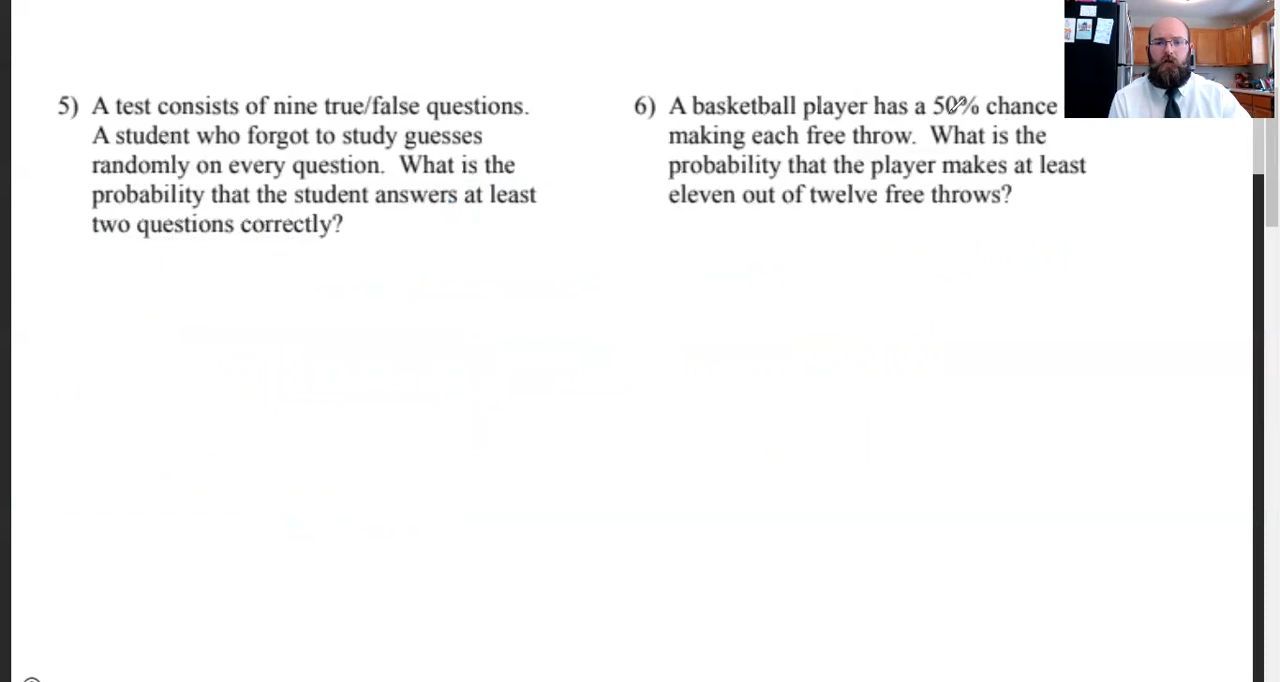 5) A test consists of nine true/false questions.
A student who forgot to study guesses
randomly on every question. What is the
probability that the student answers at least
two questions correctly?
6) A basketball player has a 50% chance
making each free throw. What is the
probability that the player makes at least
eleven out of twelve free throws?